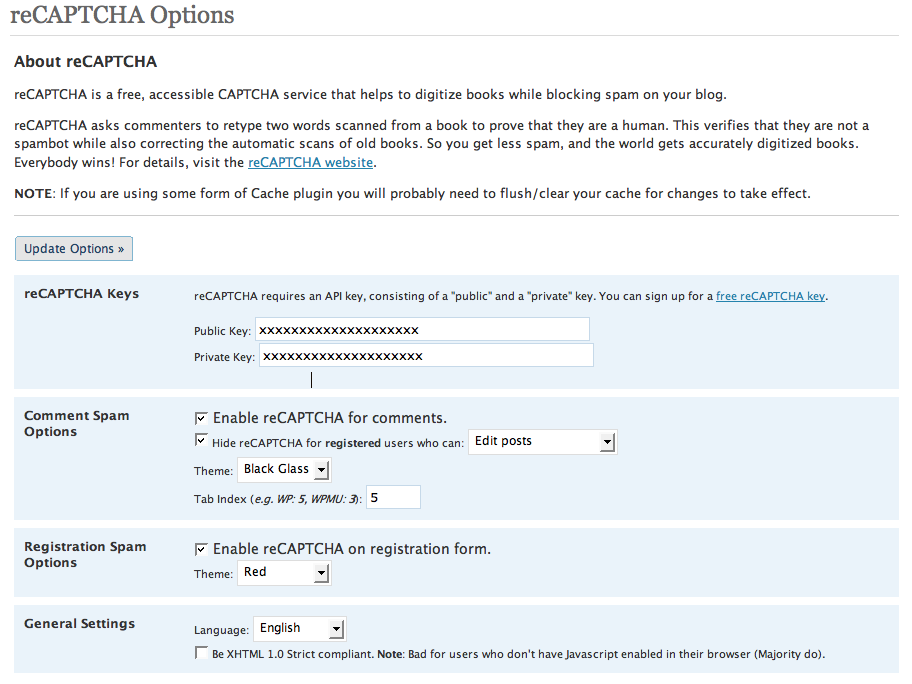 reCAPTCHA Options
About reCAPTCHA
reCAPTCHA is a free, accessible CAPTCHA service that helps to digitize books while blocking spam on your blog.
reCAPTCHA asks commenters to retype two words scanned from a book to prove that they are a human. This verifies that they are not a
spambot while also correcting the automatic scans of old books. So you get less spam, and the world gets accurately digitized books.
Everybody wins! For details, visit the reCAPTCHA website.
NOTE: If you are using some form of Cache plugin you will probably need to flush/clear your cache for changes to take effect.
Update Options »
reCAPTCHA Keys
reCAPTCHA requires an API key, consisting of a "public" and a "private" key. You can sign up for a free reCAPTCHA key.
Public Key: xxxxxxxxxxxxxxxxxxxx
Private Key: xxxxxxxxxxxxxxxxxxxx
Comment Spam
Options
Enable reCAPTCHA for comments.
Hide reCAPTCHA for registered users who can: Edit posts
Theme: Black Glass
Tab Index (e.g. WP: 5, WPMU: 3): 5
Registration Spam
Options
Enable reCAPTCHA on registration form.
Theme: Red
General Settings
Language: English
Be XHTML 1.0 Strict compliant. Note: Bad for users who don't have Javascript enabled in their browser (Majority do).